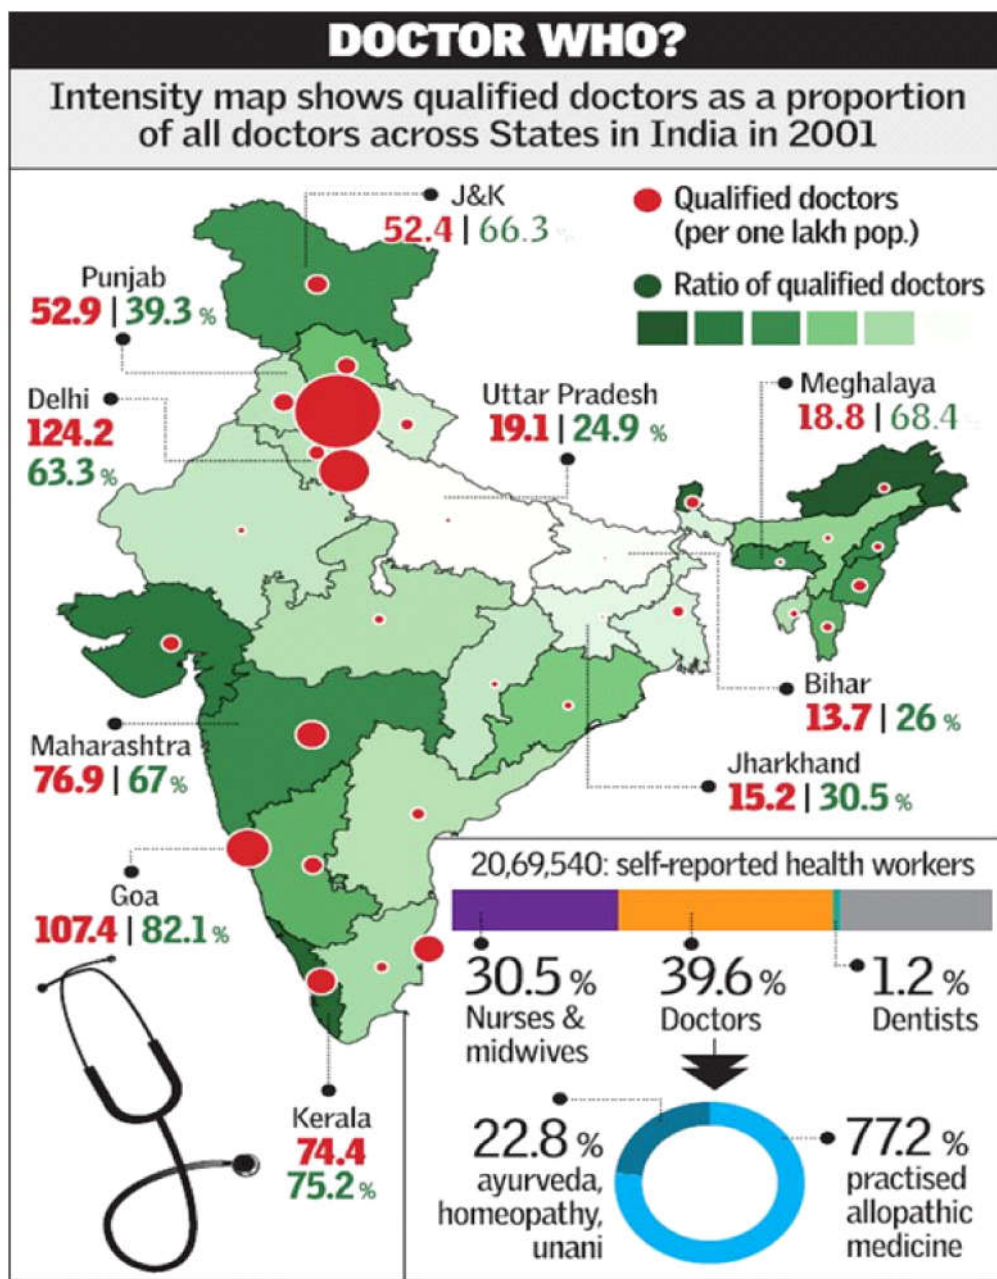 DOCTOR WHO?
Intensity map shows qualified doctors as a proportion
of all doctors across States in India in 2001
J&K
52.4 | 66.3
Qualified doctors
(per one lakh pop.)
Ratio of qualified doctors
Punjab
52.9 | 39.3 %
Delhi
124.2
63.3 %
Uttar Pradesh
19.1 | 24.9 %
Meghalaya
18.8 | 68.4
Bihar
13.7 | 26 %
Jharkhand
15.2 | 30.5 %
Maharashtra
76.9 | 67 %
Goa
107.4 | 82.1 %
Kerala
74.4
75.2 %
20,69,540: self-reported health workers
30.5 %
Nurses &
midwives
39.6 %
Doctors
1.2 %
Dentists
22.8 %
ayurveda,
homeopathy,
unani
77.2 %
practised
allopathic
medicine